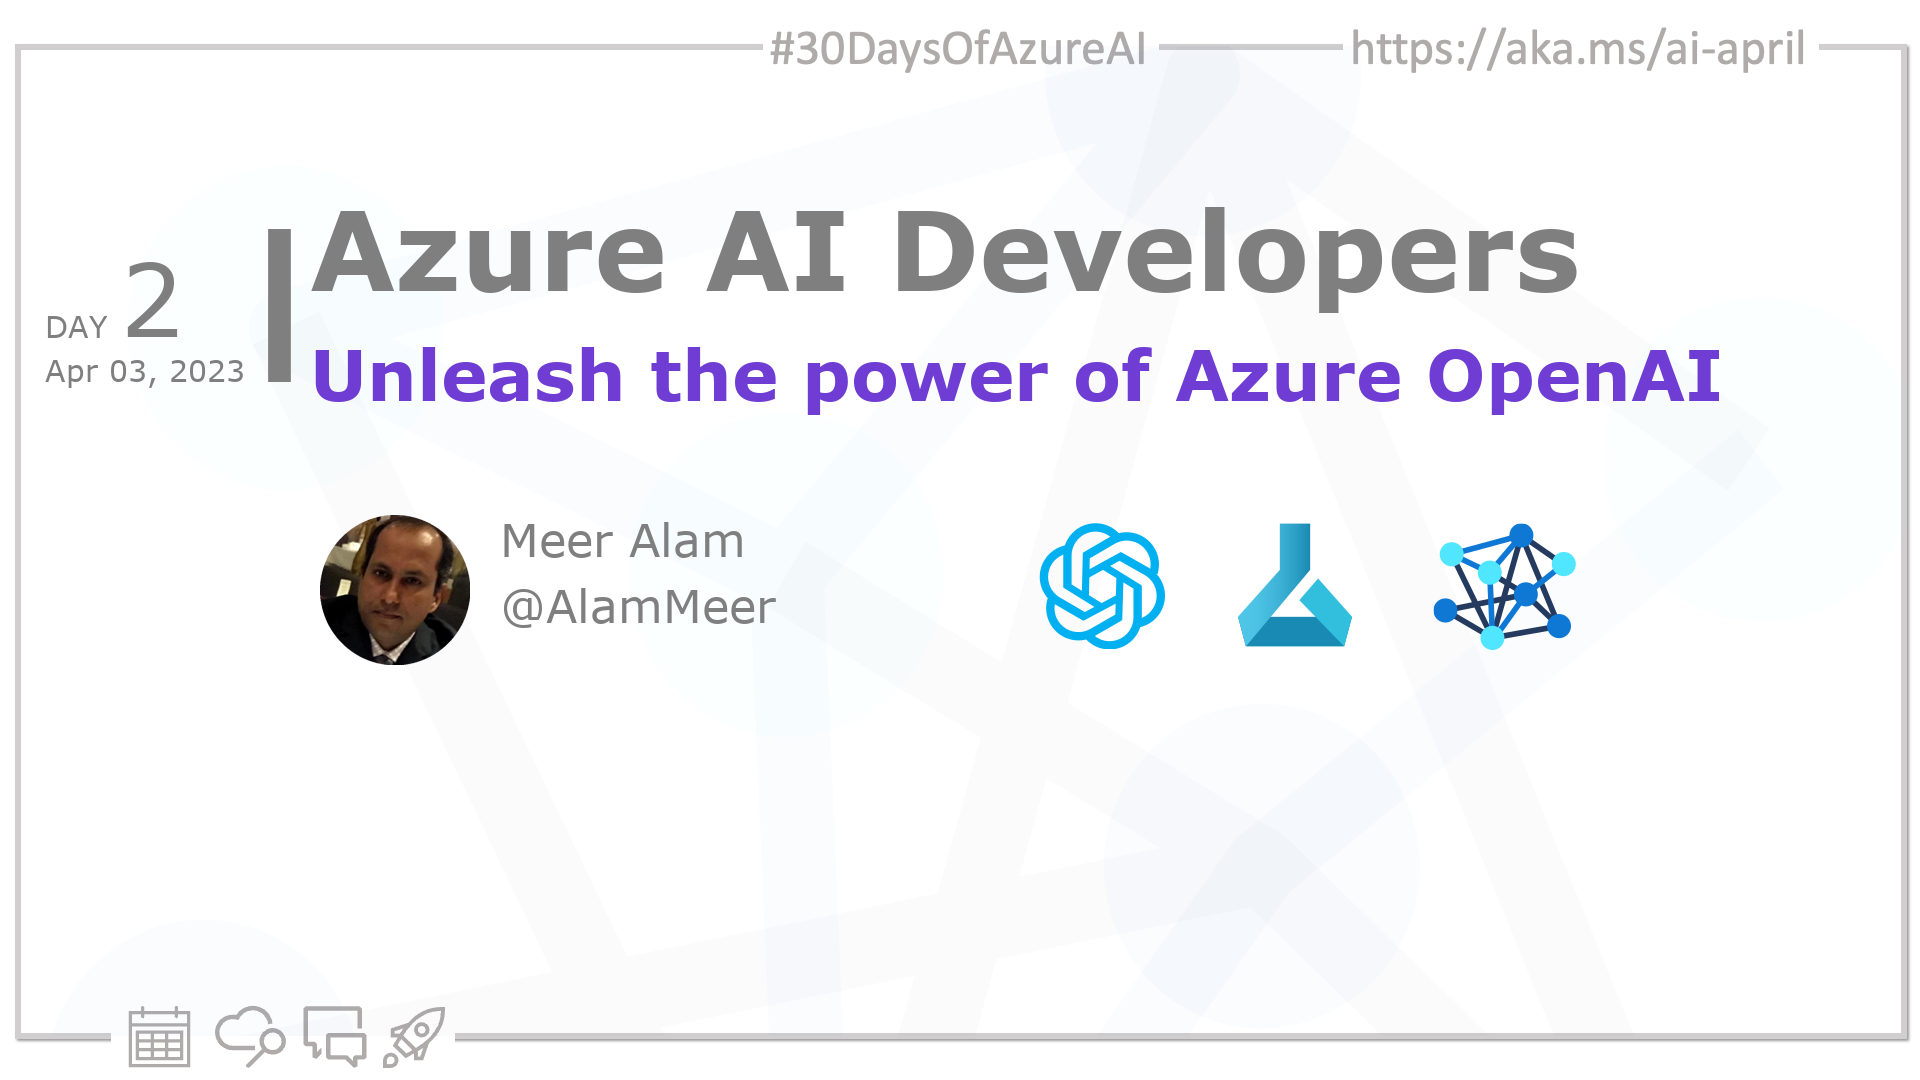 #30DaysOfAzureAI
https://aka.ms/ai-april
DAY 2
Apr 03, 2023
Azure AI Developers
Unleash the power of Azure OpenAI
Meer Alam
@AlamMeer